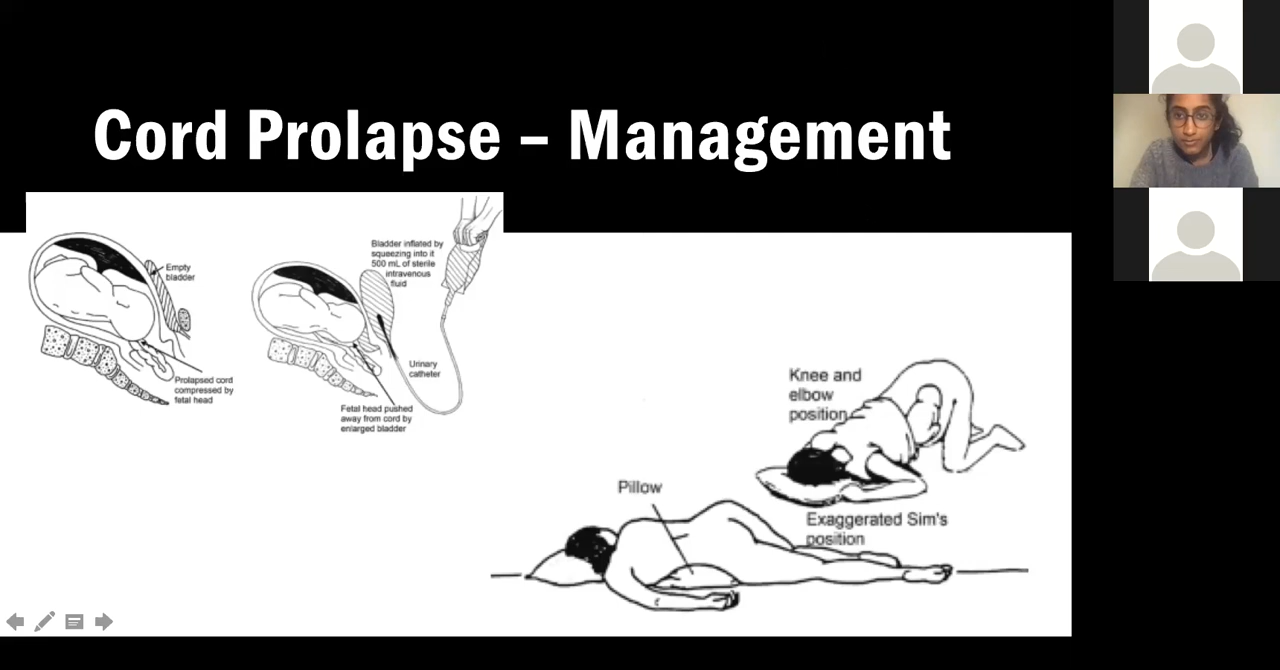 Cord Prolapse – Management
Empty
bladder
Prolapsed cord
compressed by
fetal head
Bladder inflated by
squeezing into it
500 mL of sterile
intravenous
fluid
Urinary
catheter
Fetal head pushed
away from cord by
enlarged bladder
Knee and
elbow
position
Pillow
Exaggerated Sim's
position